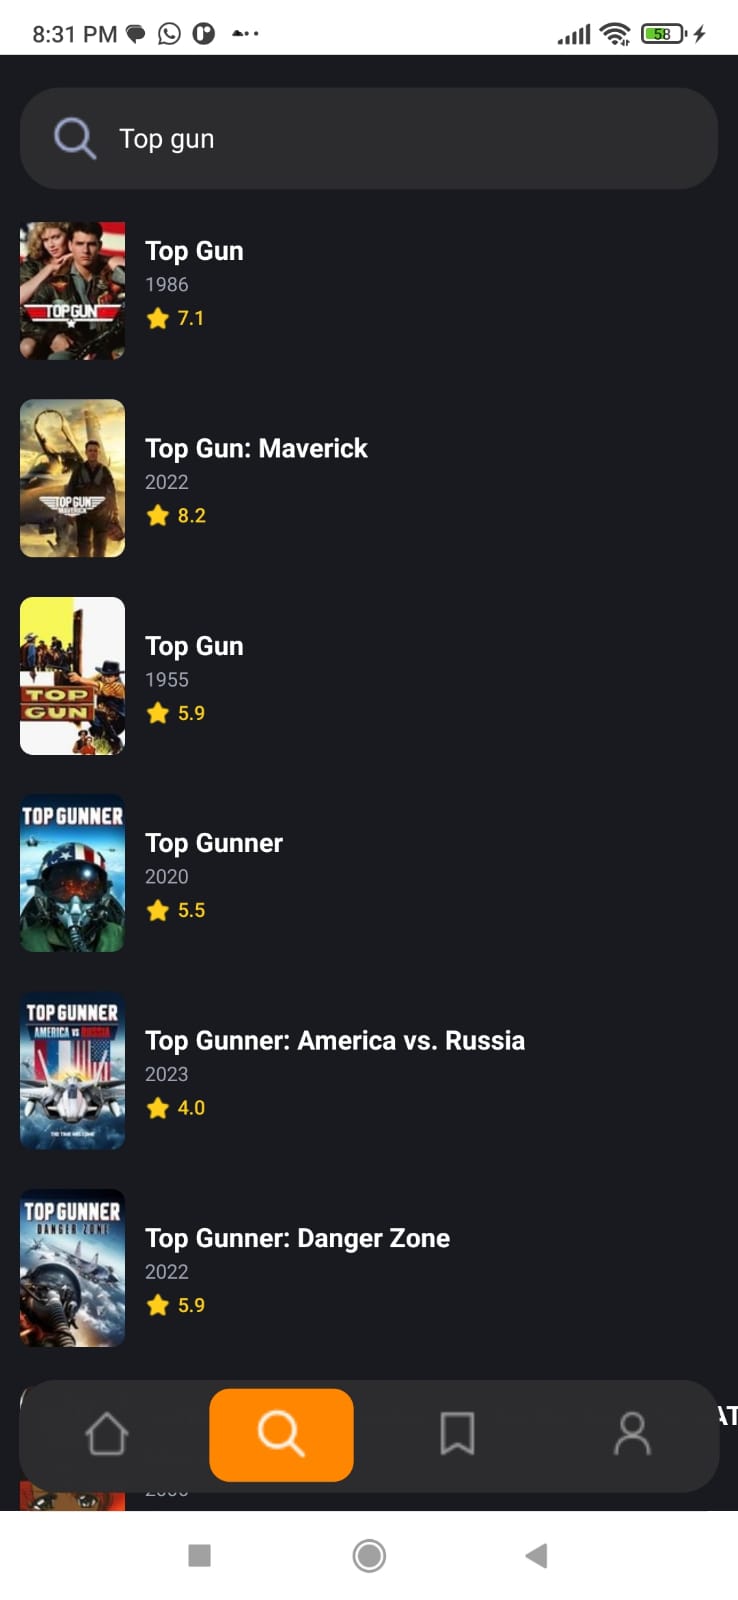 8:31 PM
58
Top gun
TOP GUN
Top Gun
1986
7.1
TOP GUN
MAVERICK
Top Gun: Maverick
2022
8.2
TOP
GUN
Top Gun
1955
5.9
TOP GUNNER
Top Gunner
2020
5.5
TOP GUNNER
AMERICA VS RUSSIA
Top Gunner: America vs. Russia
2023
4.0
TOP GUNNER
DANGER ZONE
Top Gunner: Danger Zone
2022
5.9
AT